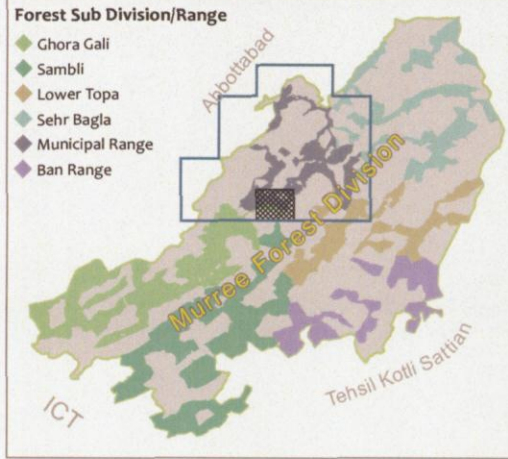 Forest Sub Division/Range
Ghora Gali
Sambli
Lower Topa
Sehr Bagla
Municipal Range
Ban Range
Abbottabad
Murree Forest Division
Tehsil Kotli Sattian
ICT